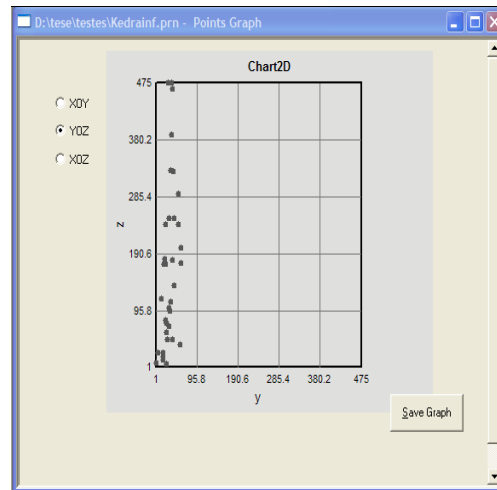 D:\tese\testes\Kedrainf.prn - Points Graph
Chart2D
XOY
YOZ
XOZ
475
380.2
285.4
z
190.6
95.8
1
1 95.8 190.6 285.4 380.2 475
y
Save Graph